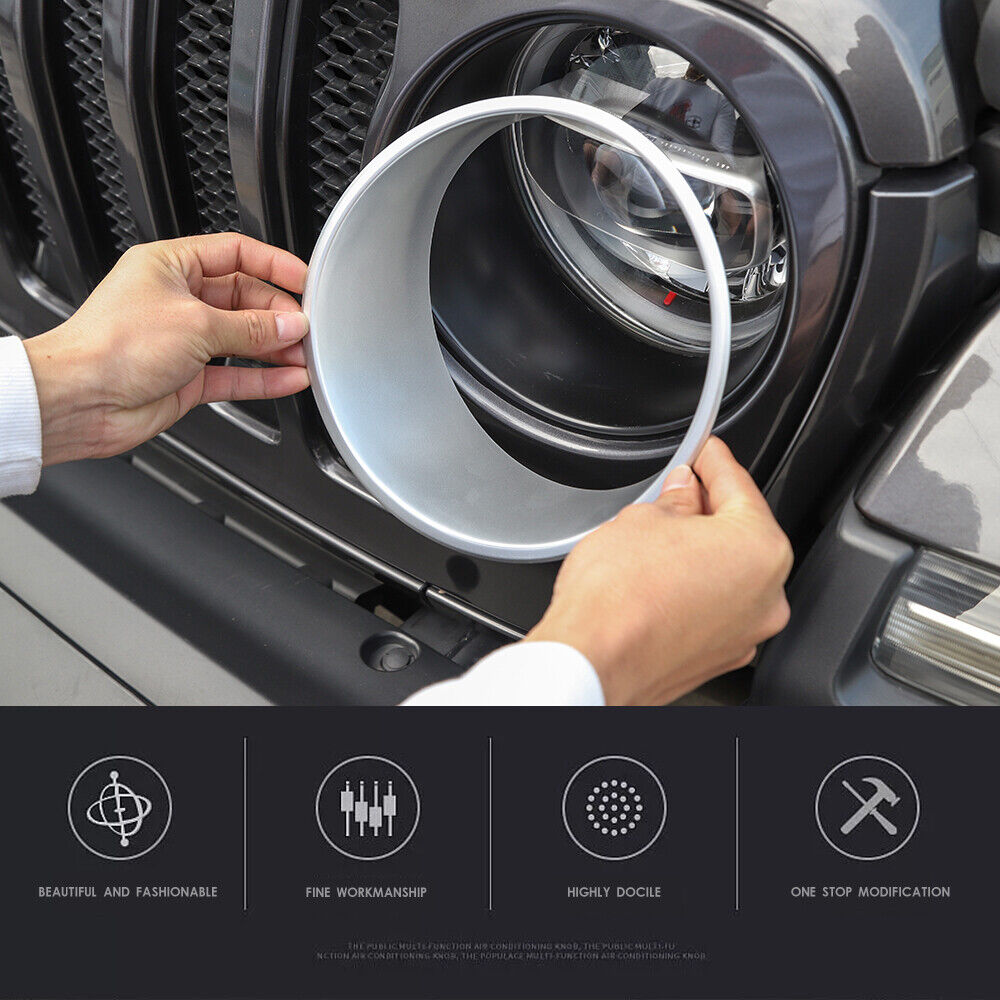 BEAUTIFUL AND FASHIONABLE
FINE WORKMANSHIP
HIGHLY DOCILE
ONE STOP MODIFICATION
THE PUBLIC MULTI-FUNCTION AIR CONDITIONING KNOB, THE PUBLIC MULTI-FU
NCTION AIR CONDITIONING KNOB, THE POPULACE MULTI-FUNCTION AIR CONDITIONING KNOB.